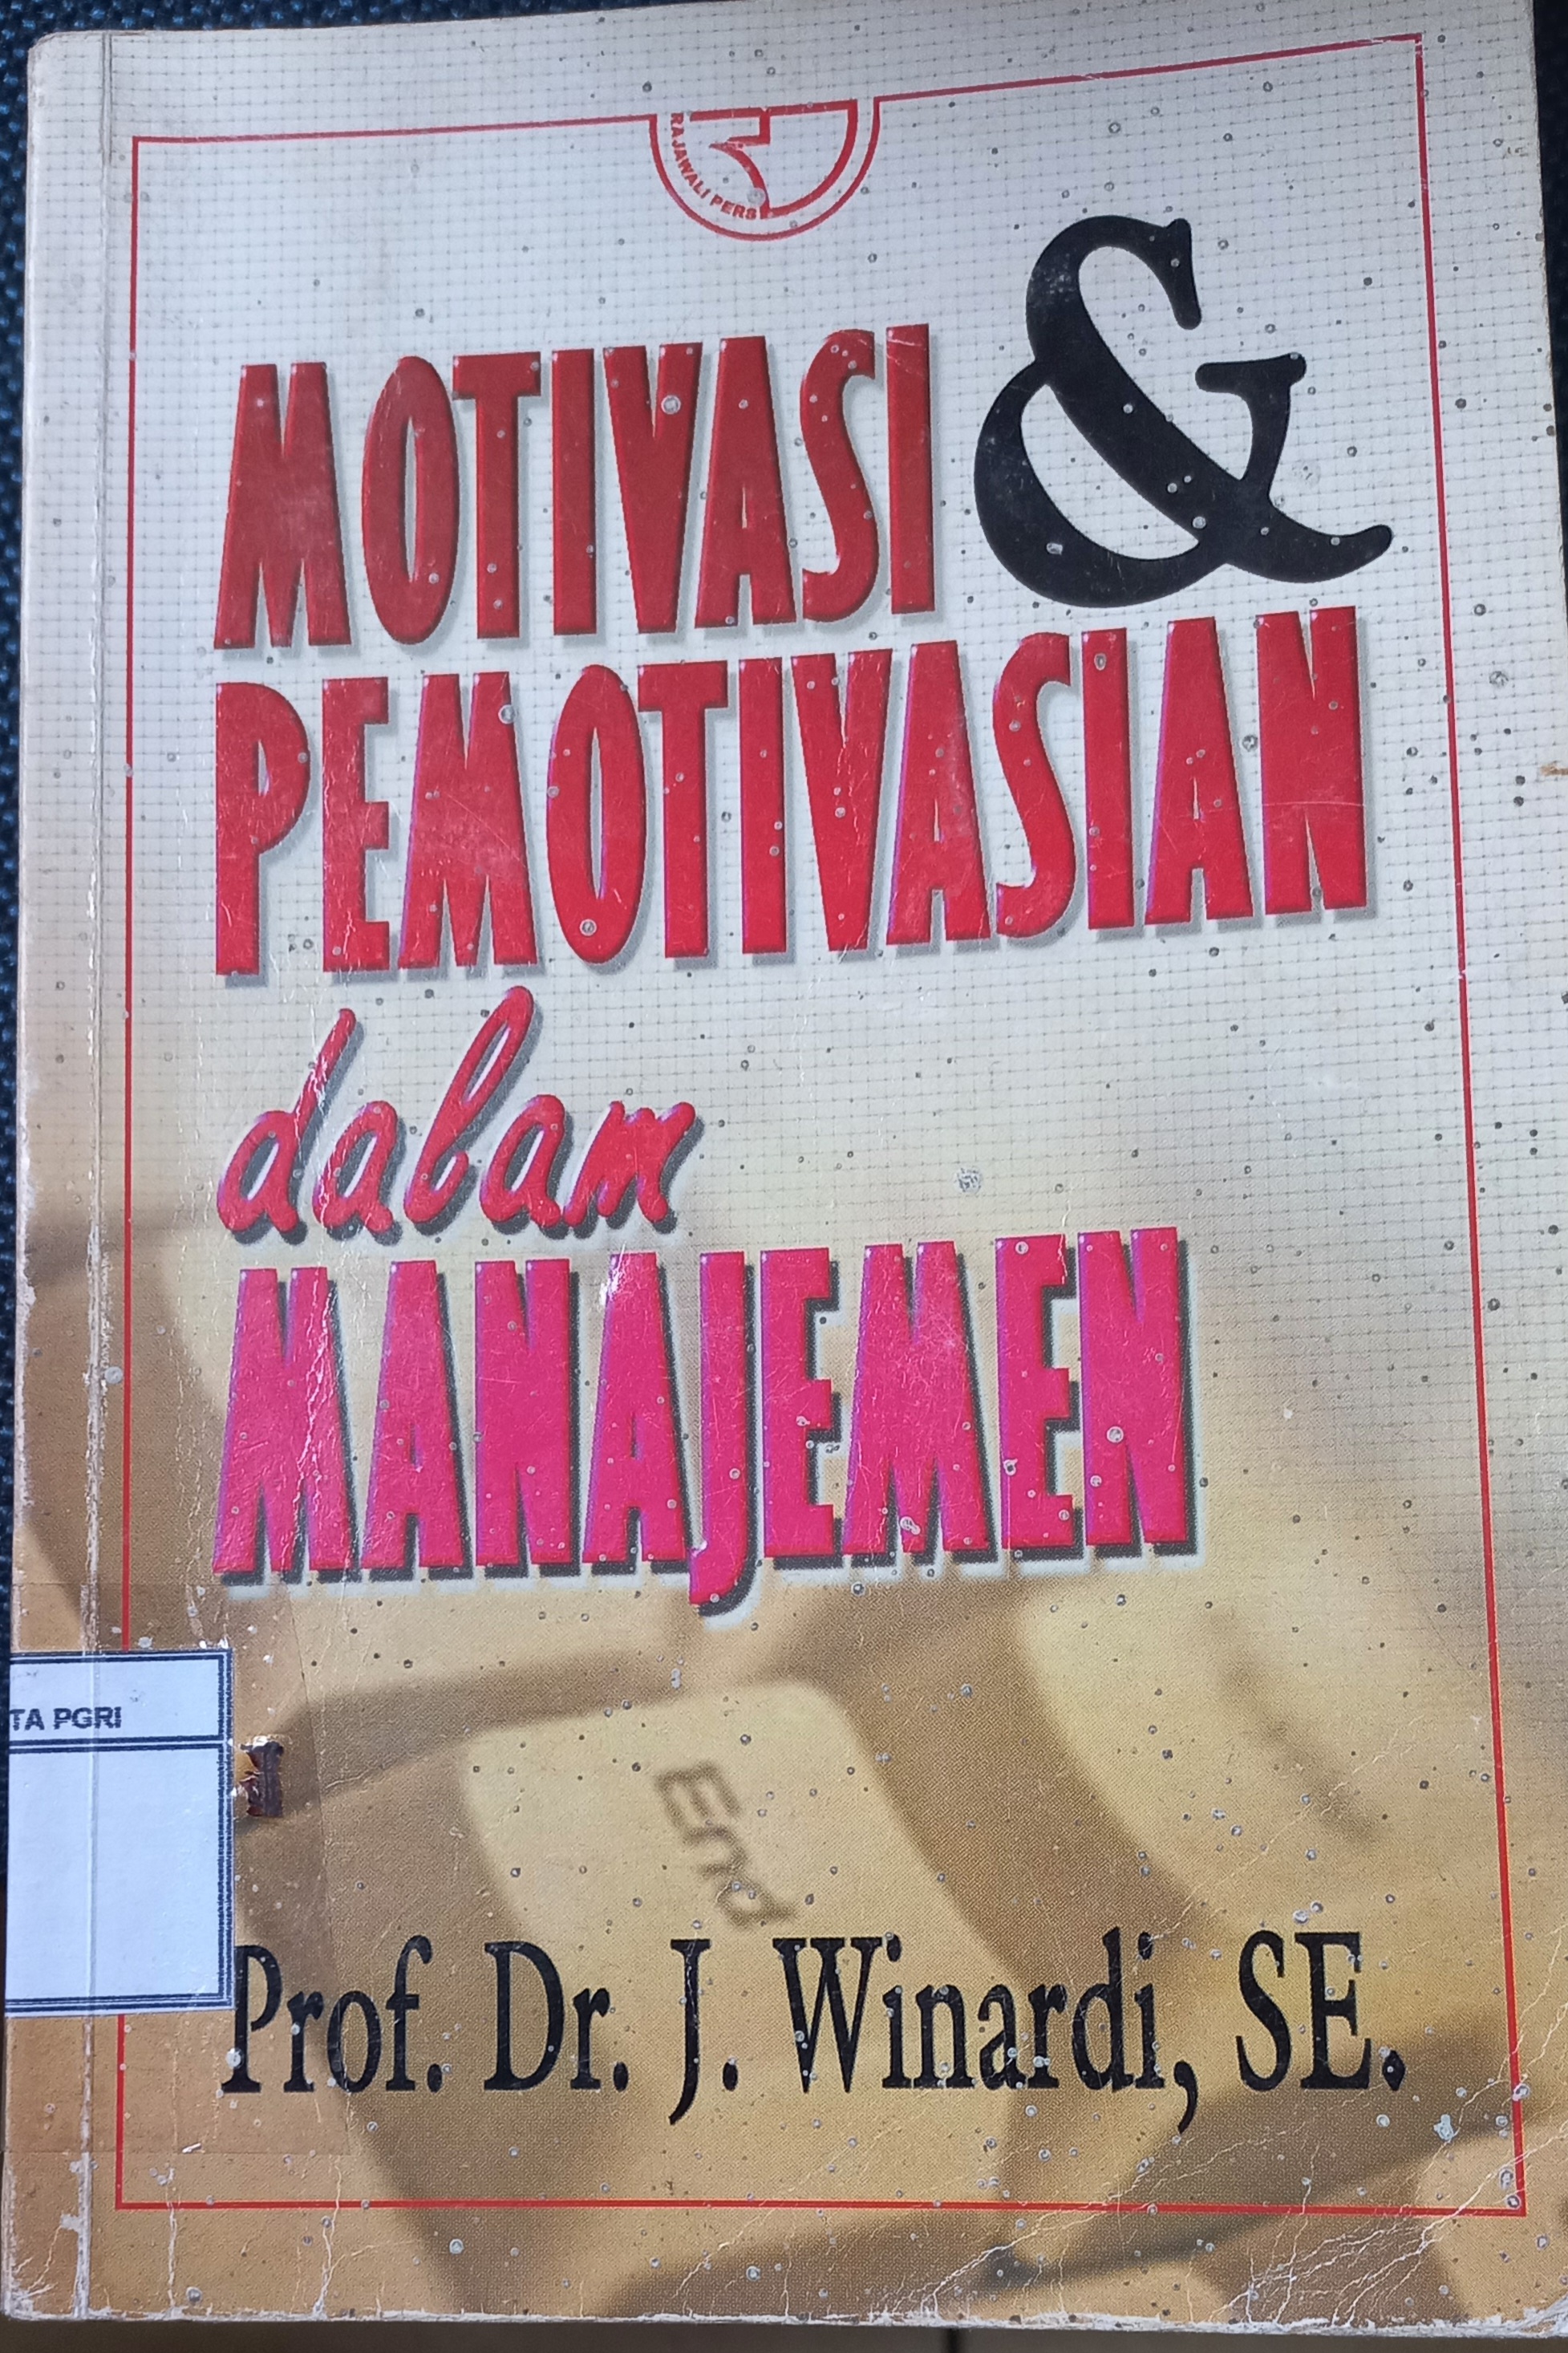 RAJAWALI PERS
MOTIVASI &
PEMOTIVASIAN
dalam
MANAJEMEN
TA PGRI
End
Prof. Dr. J. Winardi, SE.